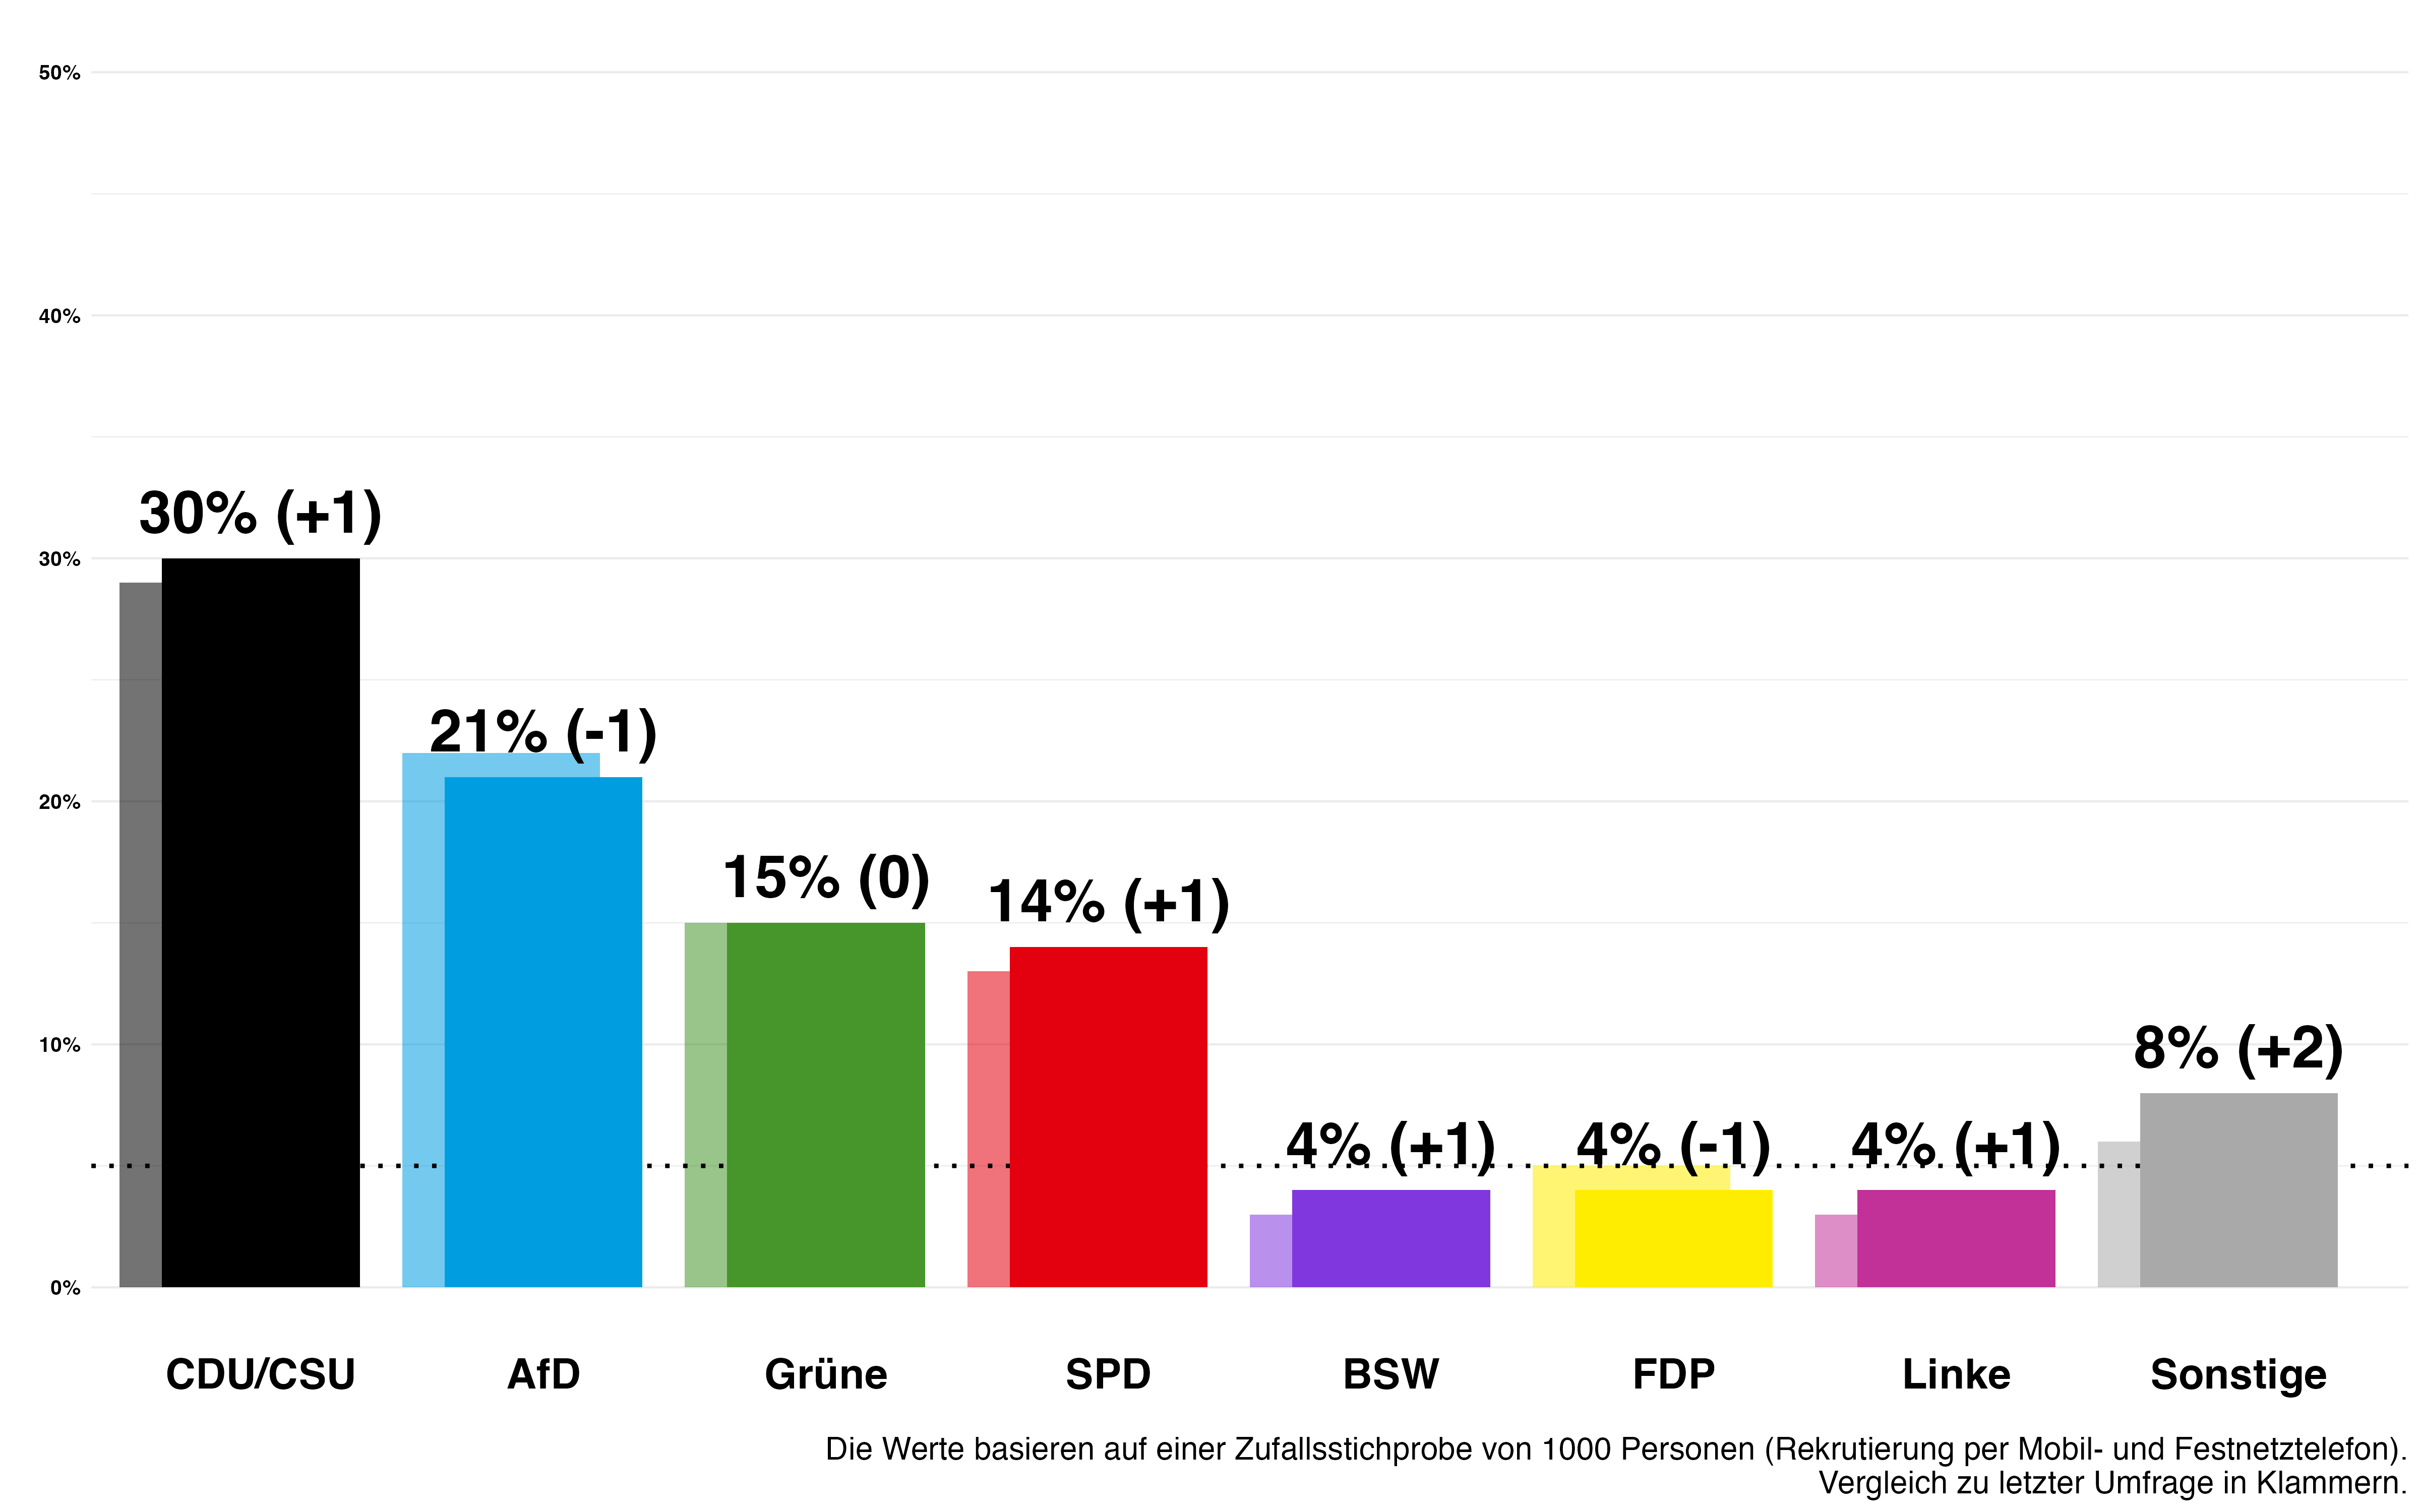 50%
40%
30%
20%
10%
0%
30% (+1)
21% (-1)
15% (0)
14% (+1)
4% (+1)
4% (-1)
4% (+1)
8% (+2)
CDU/CSU
AfD
Grüne
SPD
BSW
FDP
Linke
Sonstige
Die Werte basieren auf einer Zufallsstichprobe von 1000 Personen (Rekrutierung per Mobil- und Festnetztelefon).
Vergleich zu letzter Umfrage in Klammern.